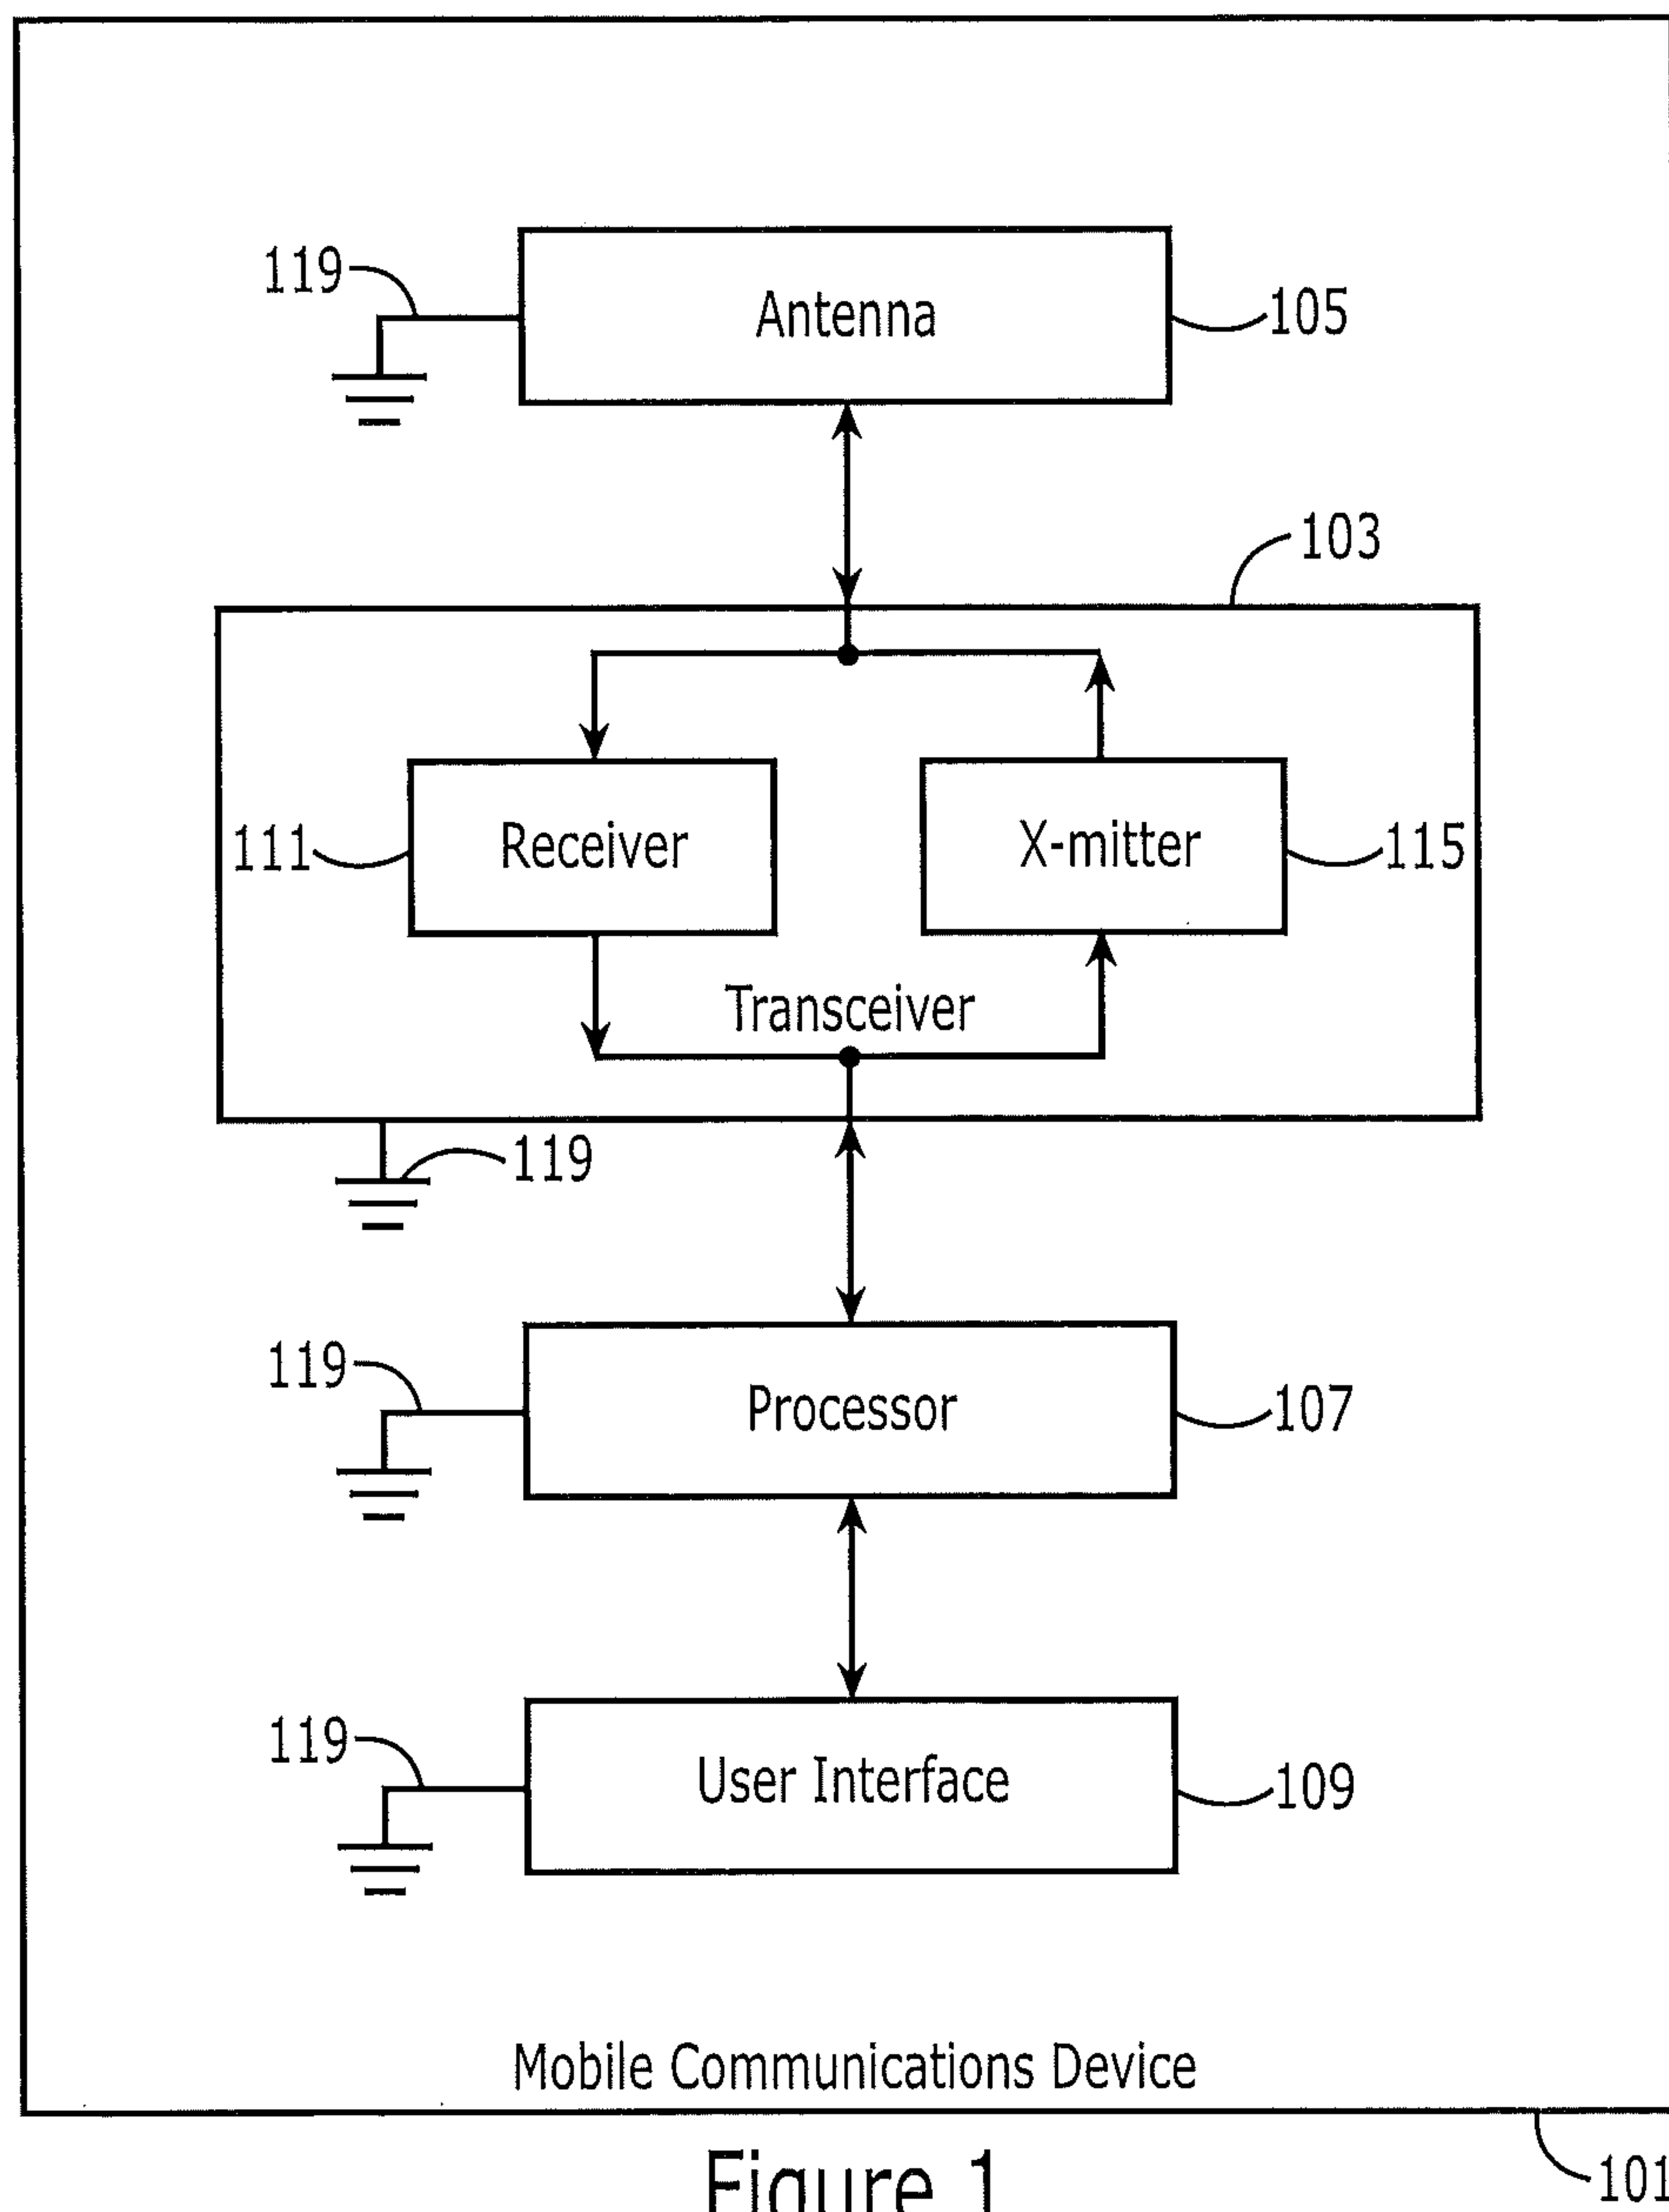 119
Antenna
105
103
111
Receiver
X-mitter
115
Transceiver
119
119
Processor
107
119
User Interface
109
Mobile Communications Device
Figure 1
101